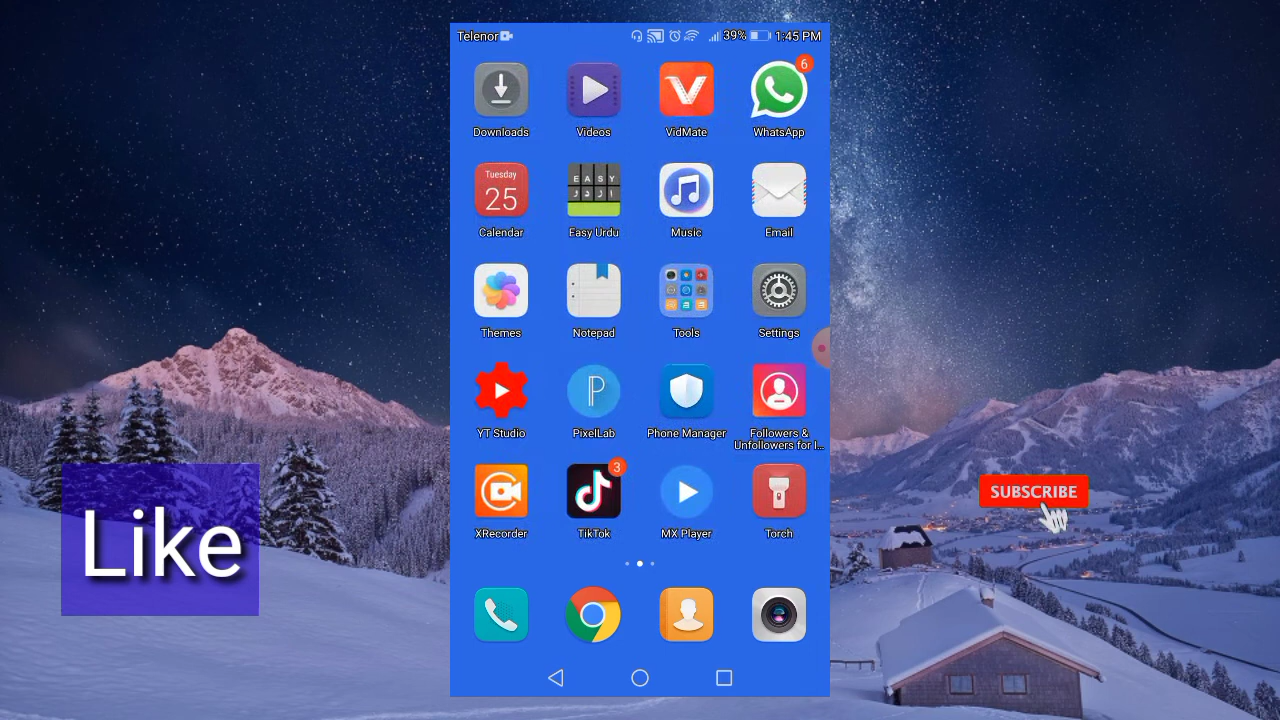 Telenor
39%
1:45 PM
6
Downloads
Videos
VidMate
WhatsApp
Tuesday
25
E A S Y
Calendar
Easy Urdu
Music
Email
Themes
Notepad
Tools
Settings
YT Studio
PixelLab
Phone Manager
Followers &
Unfollowers for I...
3
XRecorder
TikTok
MX Player
Torch
Like
SUBSCRIBE